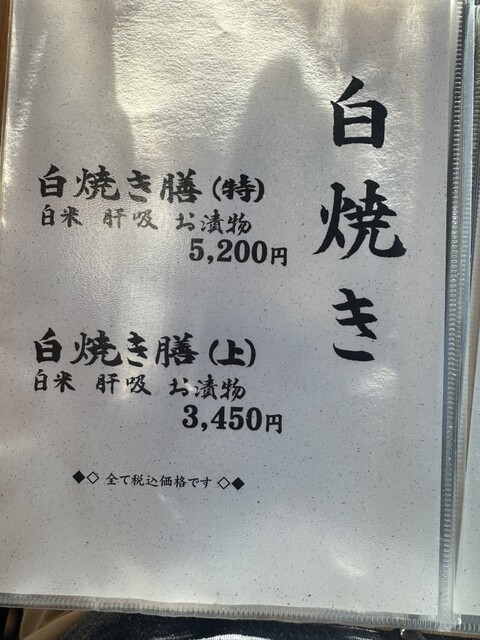 白焼き
白焼き膳(特)
白米 肝吸 お漬物
5,200円
白焼き膳(上)
白米 肝吸 お漬物
3,450円
◆◇ 全て税込価格です ◇◆